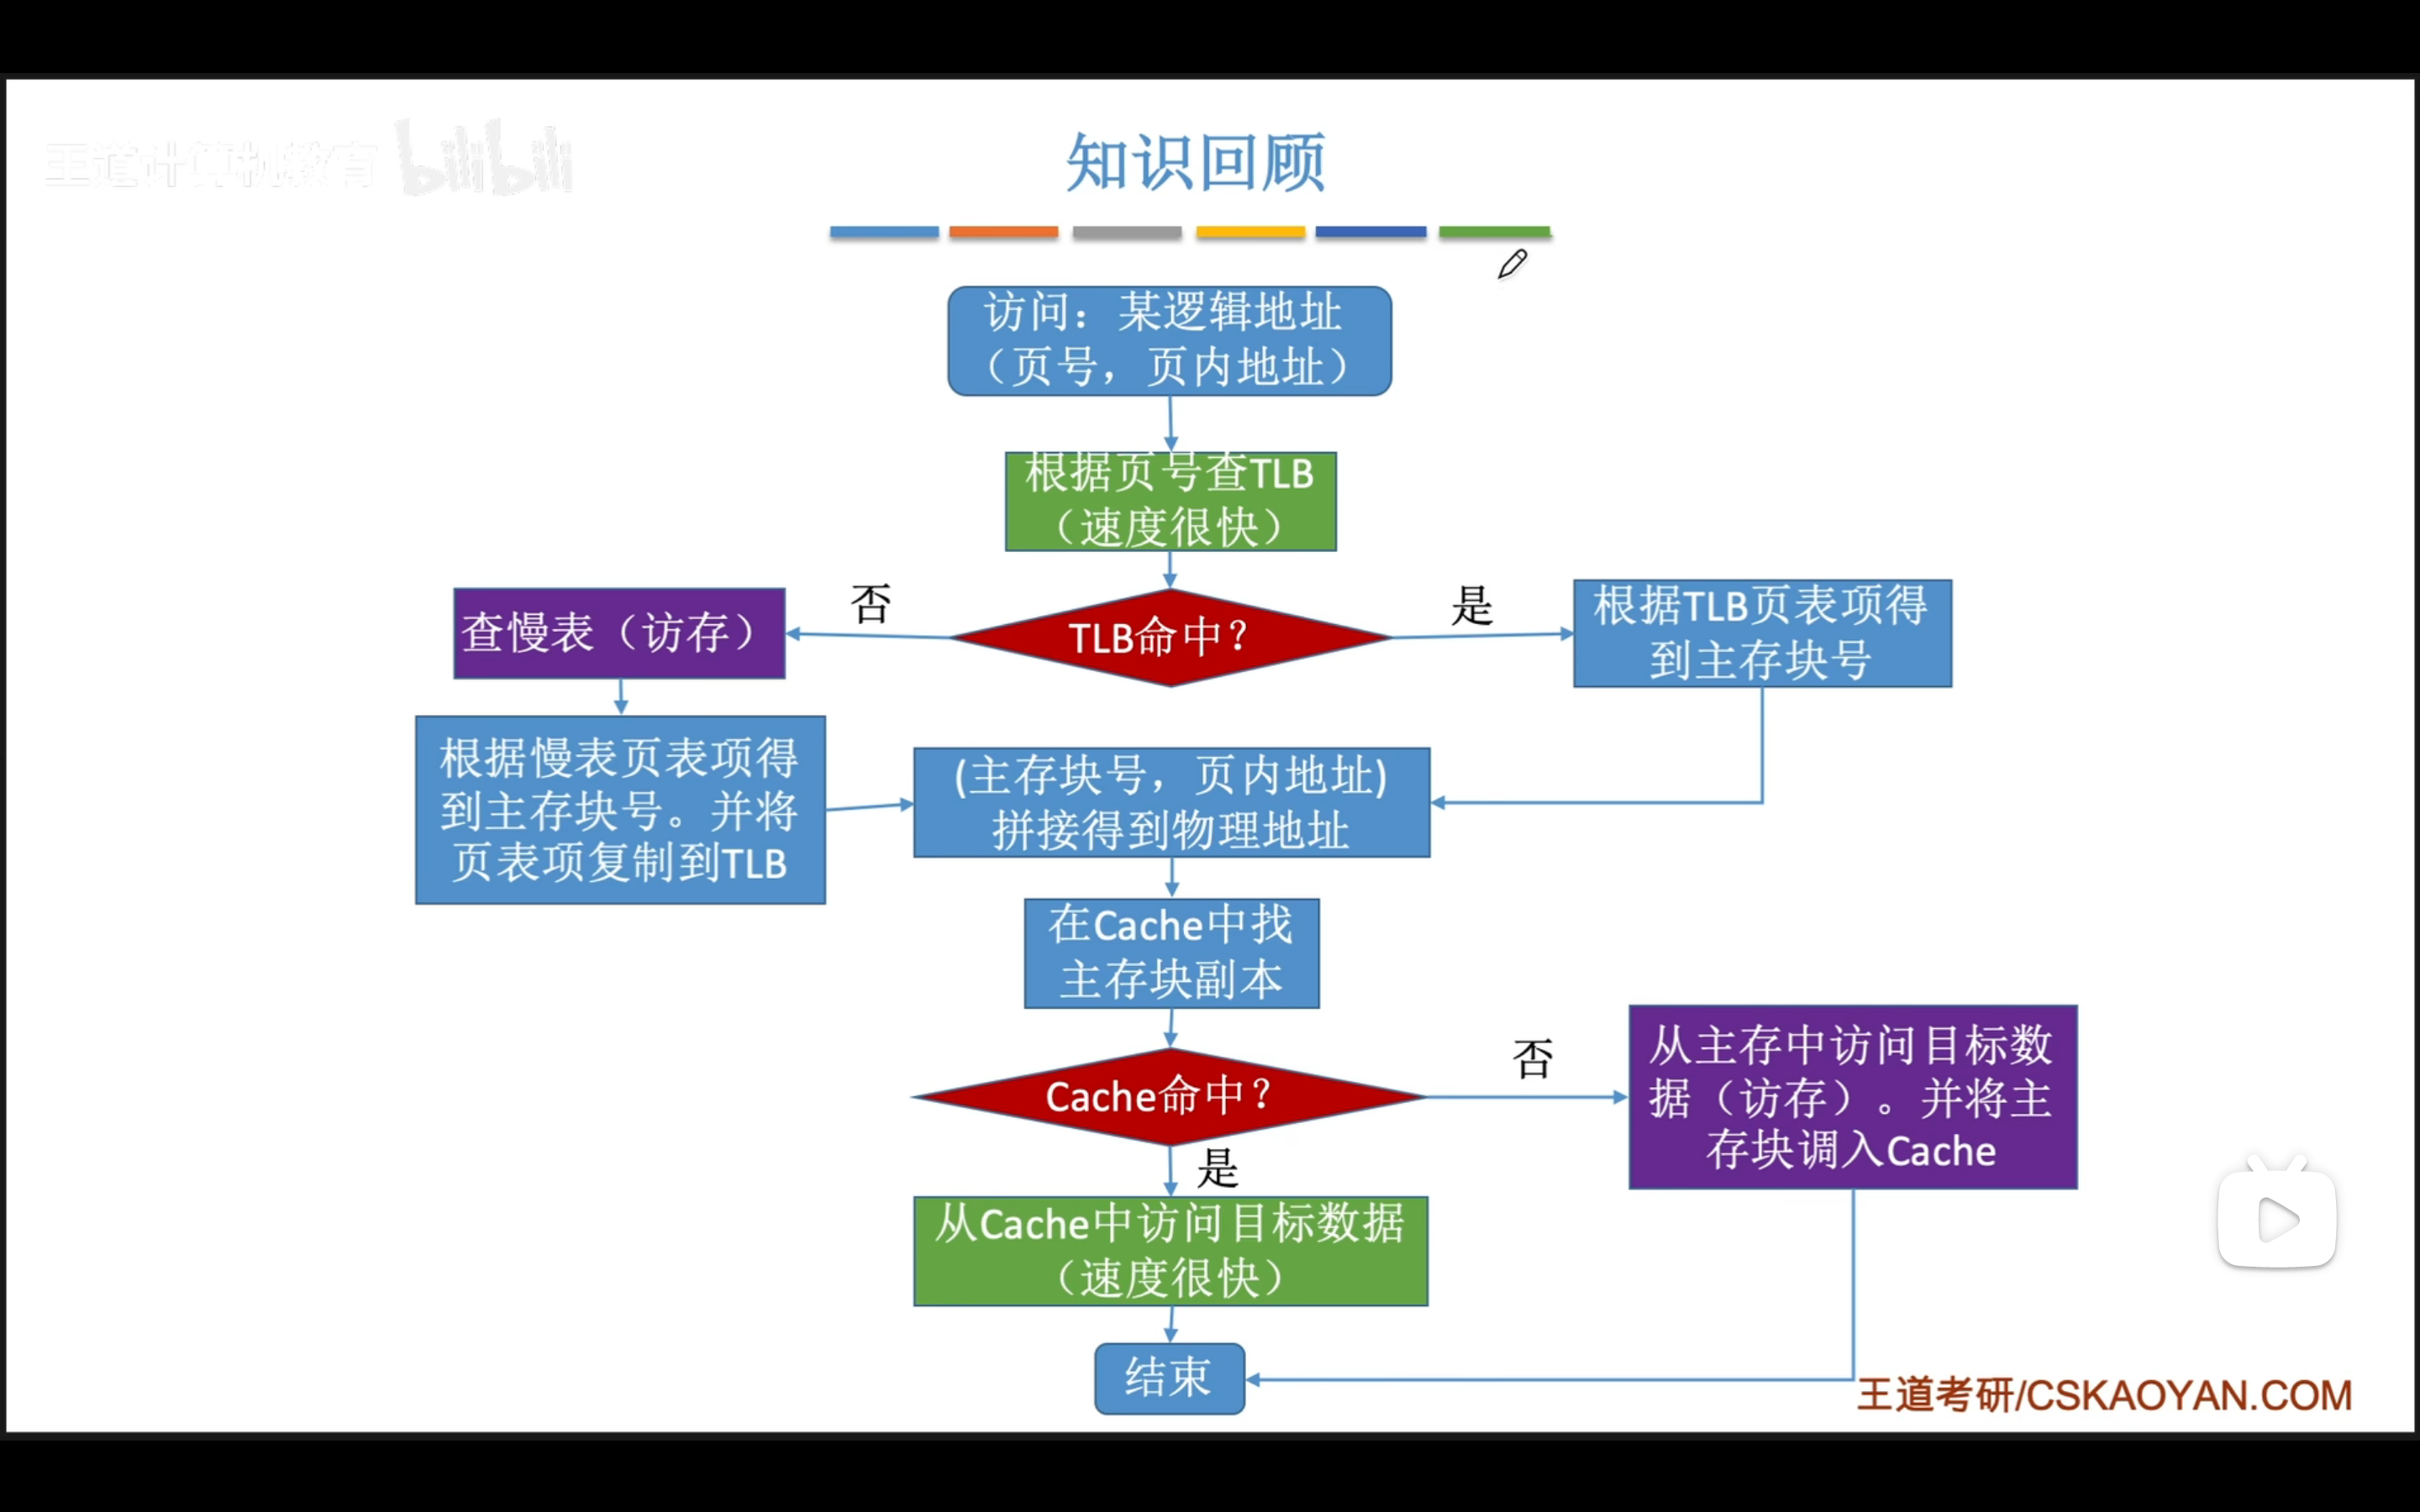 王道计算机教育 bilibili
知识回顾
访问：某逻辑地址
（页号，页内地址）
根据页号查TLB
（速度很快）
TLB命中？
否
是
查慢表（访存）
根据TLB页表项得
到主存块号
根据慢表页表项得
到主存块号。并将
页表项复制到TLB
(主存块号，页内地址)
拼接得到物理地址
在Cache中找
主存块副本
Cache命中？
否
是
从主存中访问目标数
据（访存）。并将主
存块调入Cache
从Cache中访问目标数据
（速度很快）
结束
王道考研/CSKAOYAN.COM